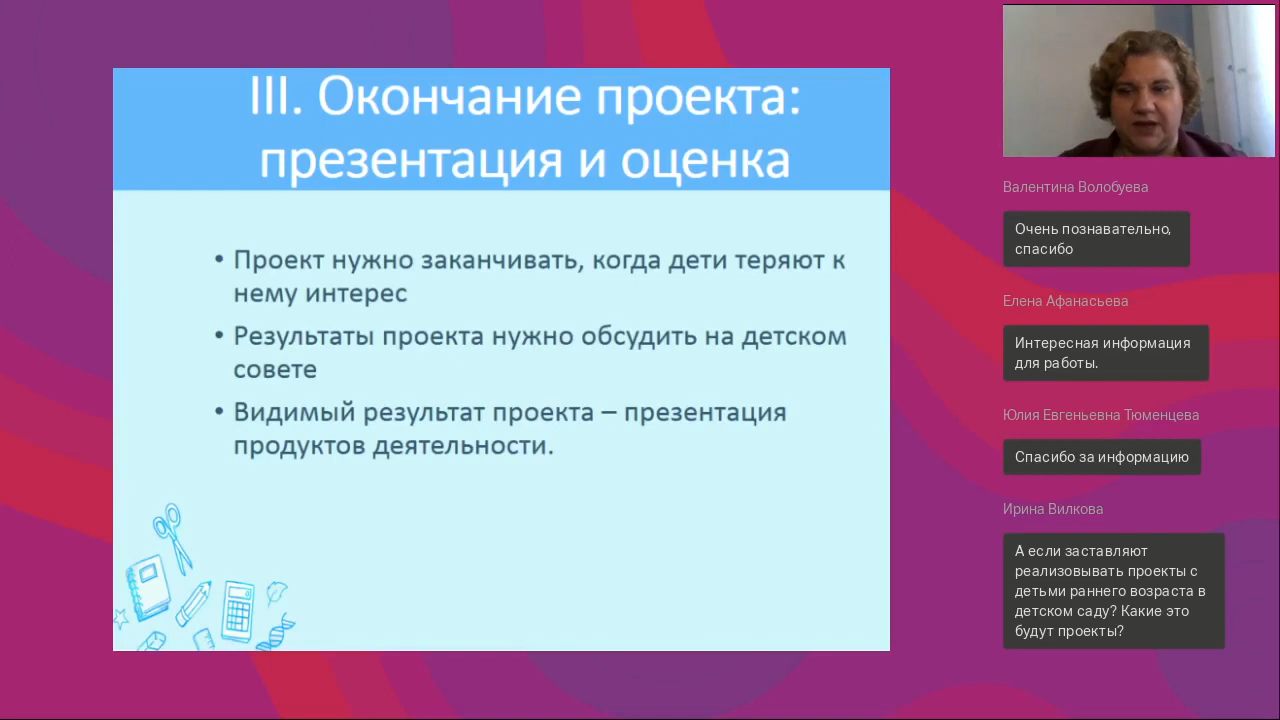 III. Окончание проекта:
презентация и оценка
• Проект нужно заканчивать, когда дети теряют к
нему интерес
• Результаты проекта нужно обсудить на детском
совете
• Видимый результат проекта – презентация
продуктов деятельности.
Валентина Волобуева
Очень познавательно,
спасибо
Елена Афанасьева
Интересная информация
для работы.
Юлия Евгеньевна Тюменцева
Спасибо за информацию
Ирина Вилкова
А если заставляют
реализовывать проекты с
детьми раннего возраста в
детском саду? Какие это
будут проекты?